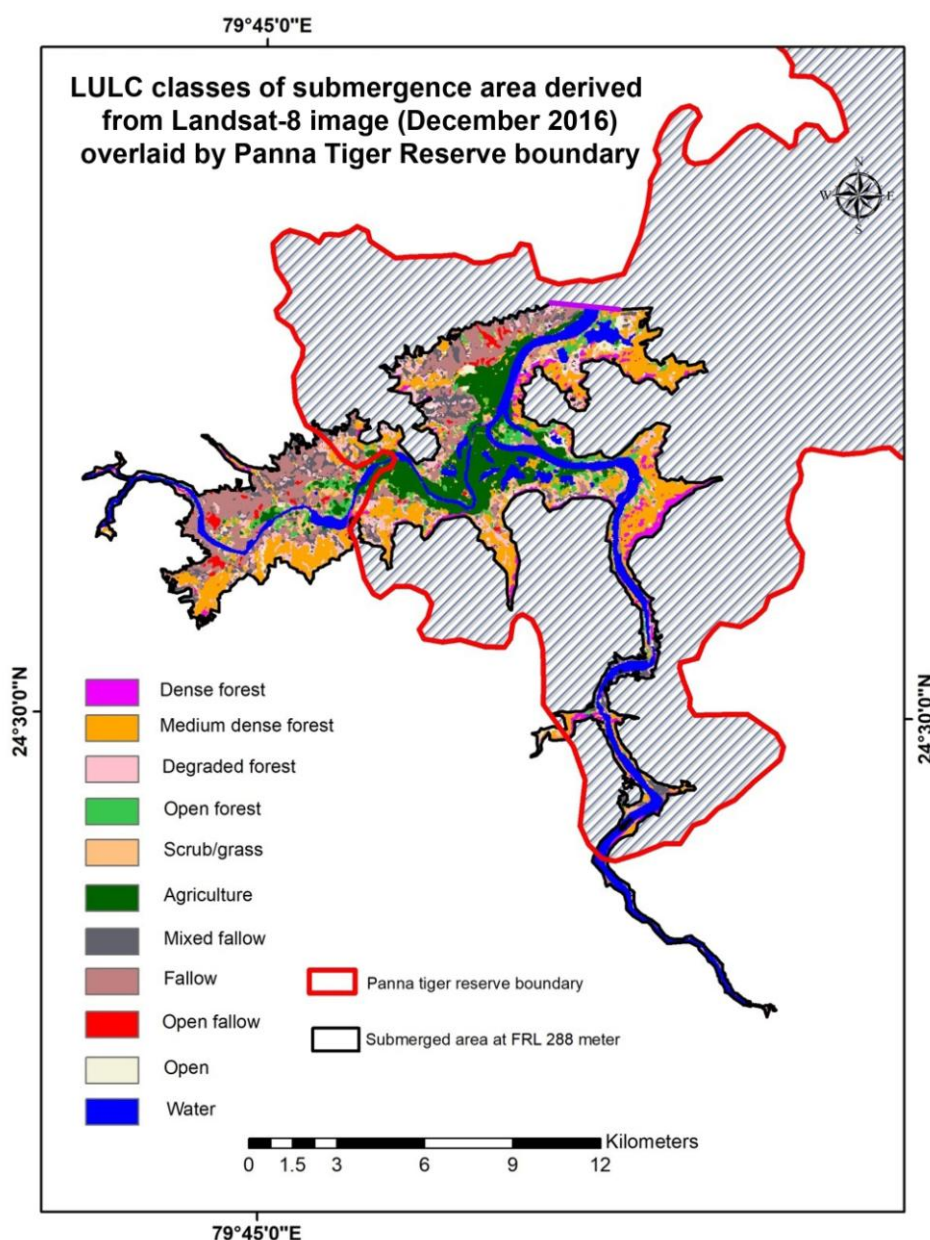 79°45'0"E
LULC classes of submergence area derived
from Landsat-8 image (December 2016)
overlaid by Panna Tiger Reserve boundary
N
W E
S
24°30'0"N
24°30'0"N
Dense forest
Medium dense forest
Degraded forest
Open forest
Scrub/grass
Agriculture
Mixed fallow
Fallow
Open fallow
Open
Water
Panna tiger reserve boundary
Submerged area at FRL 288 meter
Kilometers
0 1.5 3 6 9 12
79°45'0"E